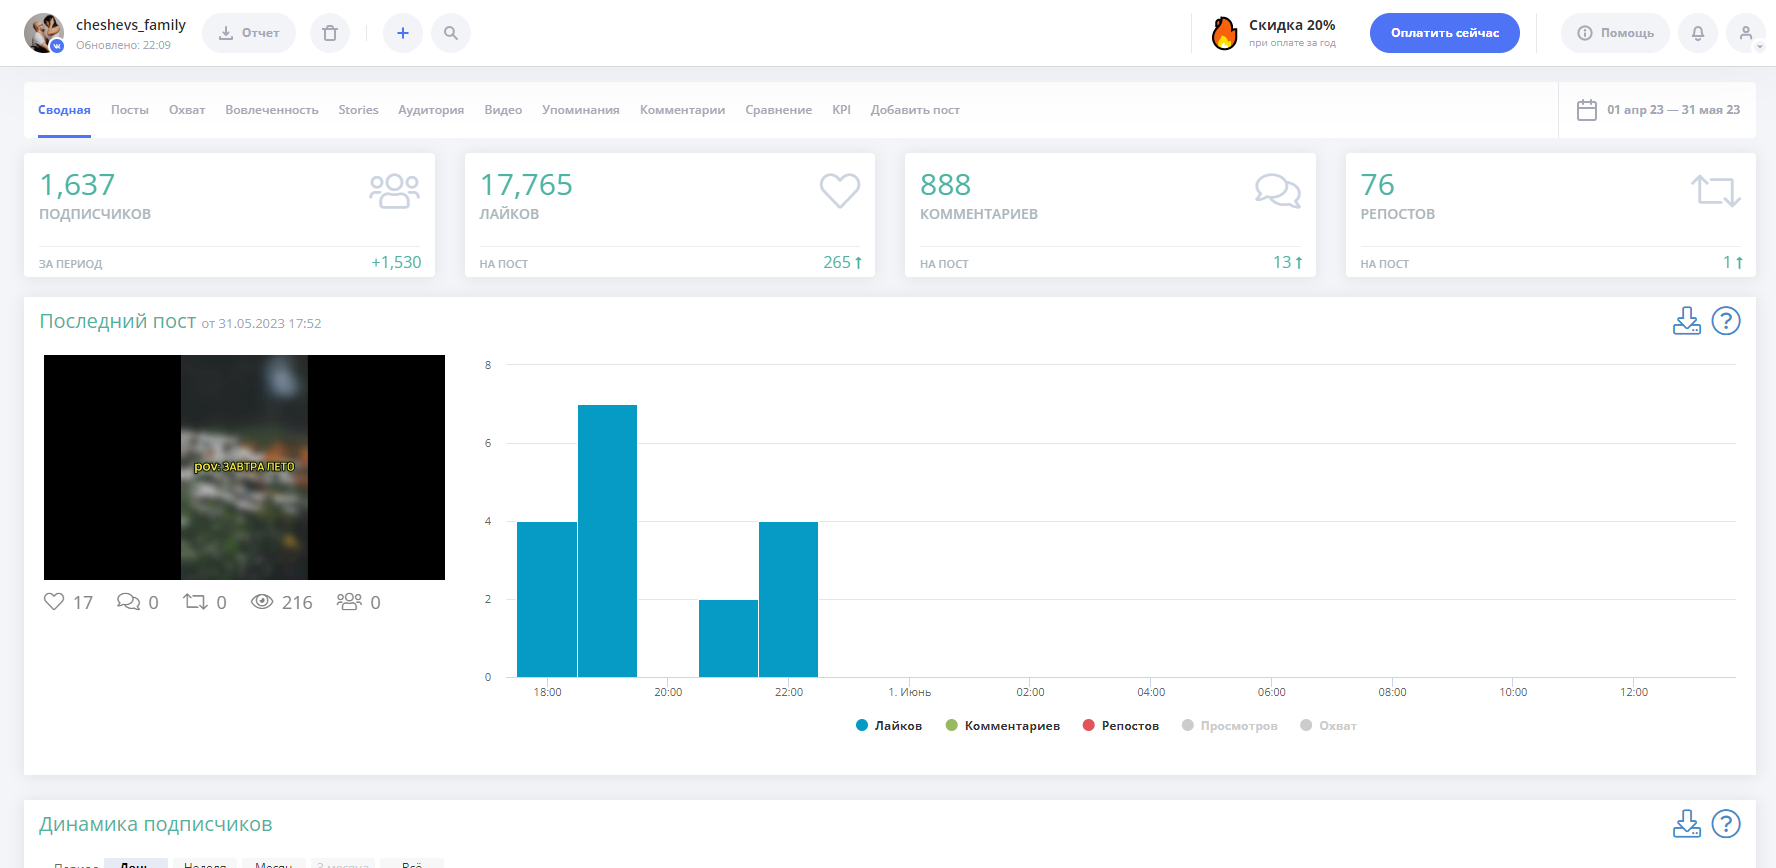 cheshevs_family
Обновлено: 22:09
Отчет
Скидка 20%
при оплате за год
Оплатить сейчас
Помощь
Сводная Посты Охват Вовлеченность Stories Аудитория Видео Упоминания Комментарии Сравнение KPI Добавить пост
01 апр 23 — 31 мая 23
1,637
ПОДПИСЧИКОВ
ЗА ПЕРИОД +1,530
17,765
ЛАЙКОВ
НА ПОСТ 265
888
КОММЕНТАРИЕВ
НА ПОСТ 13
76
РЕПОСТОВ
НА ПОСТ 1
Последний пост от 31.05.2023 17:52
pov: ЗАВТРА ЛЕТО
17 0 0 216 0
8
6
4
2
0
18:00 20:00 22:00 1. Июнь 02:00 04:00 06:00 08:00 10:00 12:00
Лайков Комментариев Репостов Просмотров Охват
Динамика подписчиков
Период День Неделя Месяц 3 месяца Всё